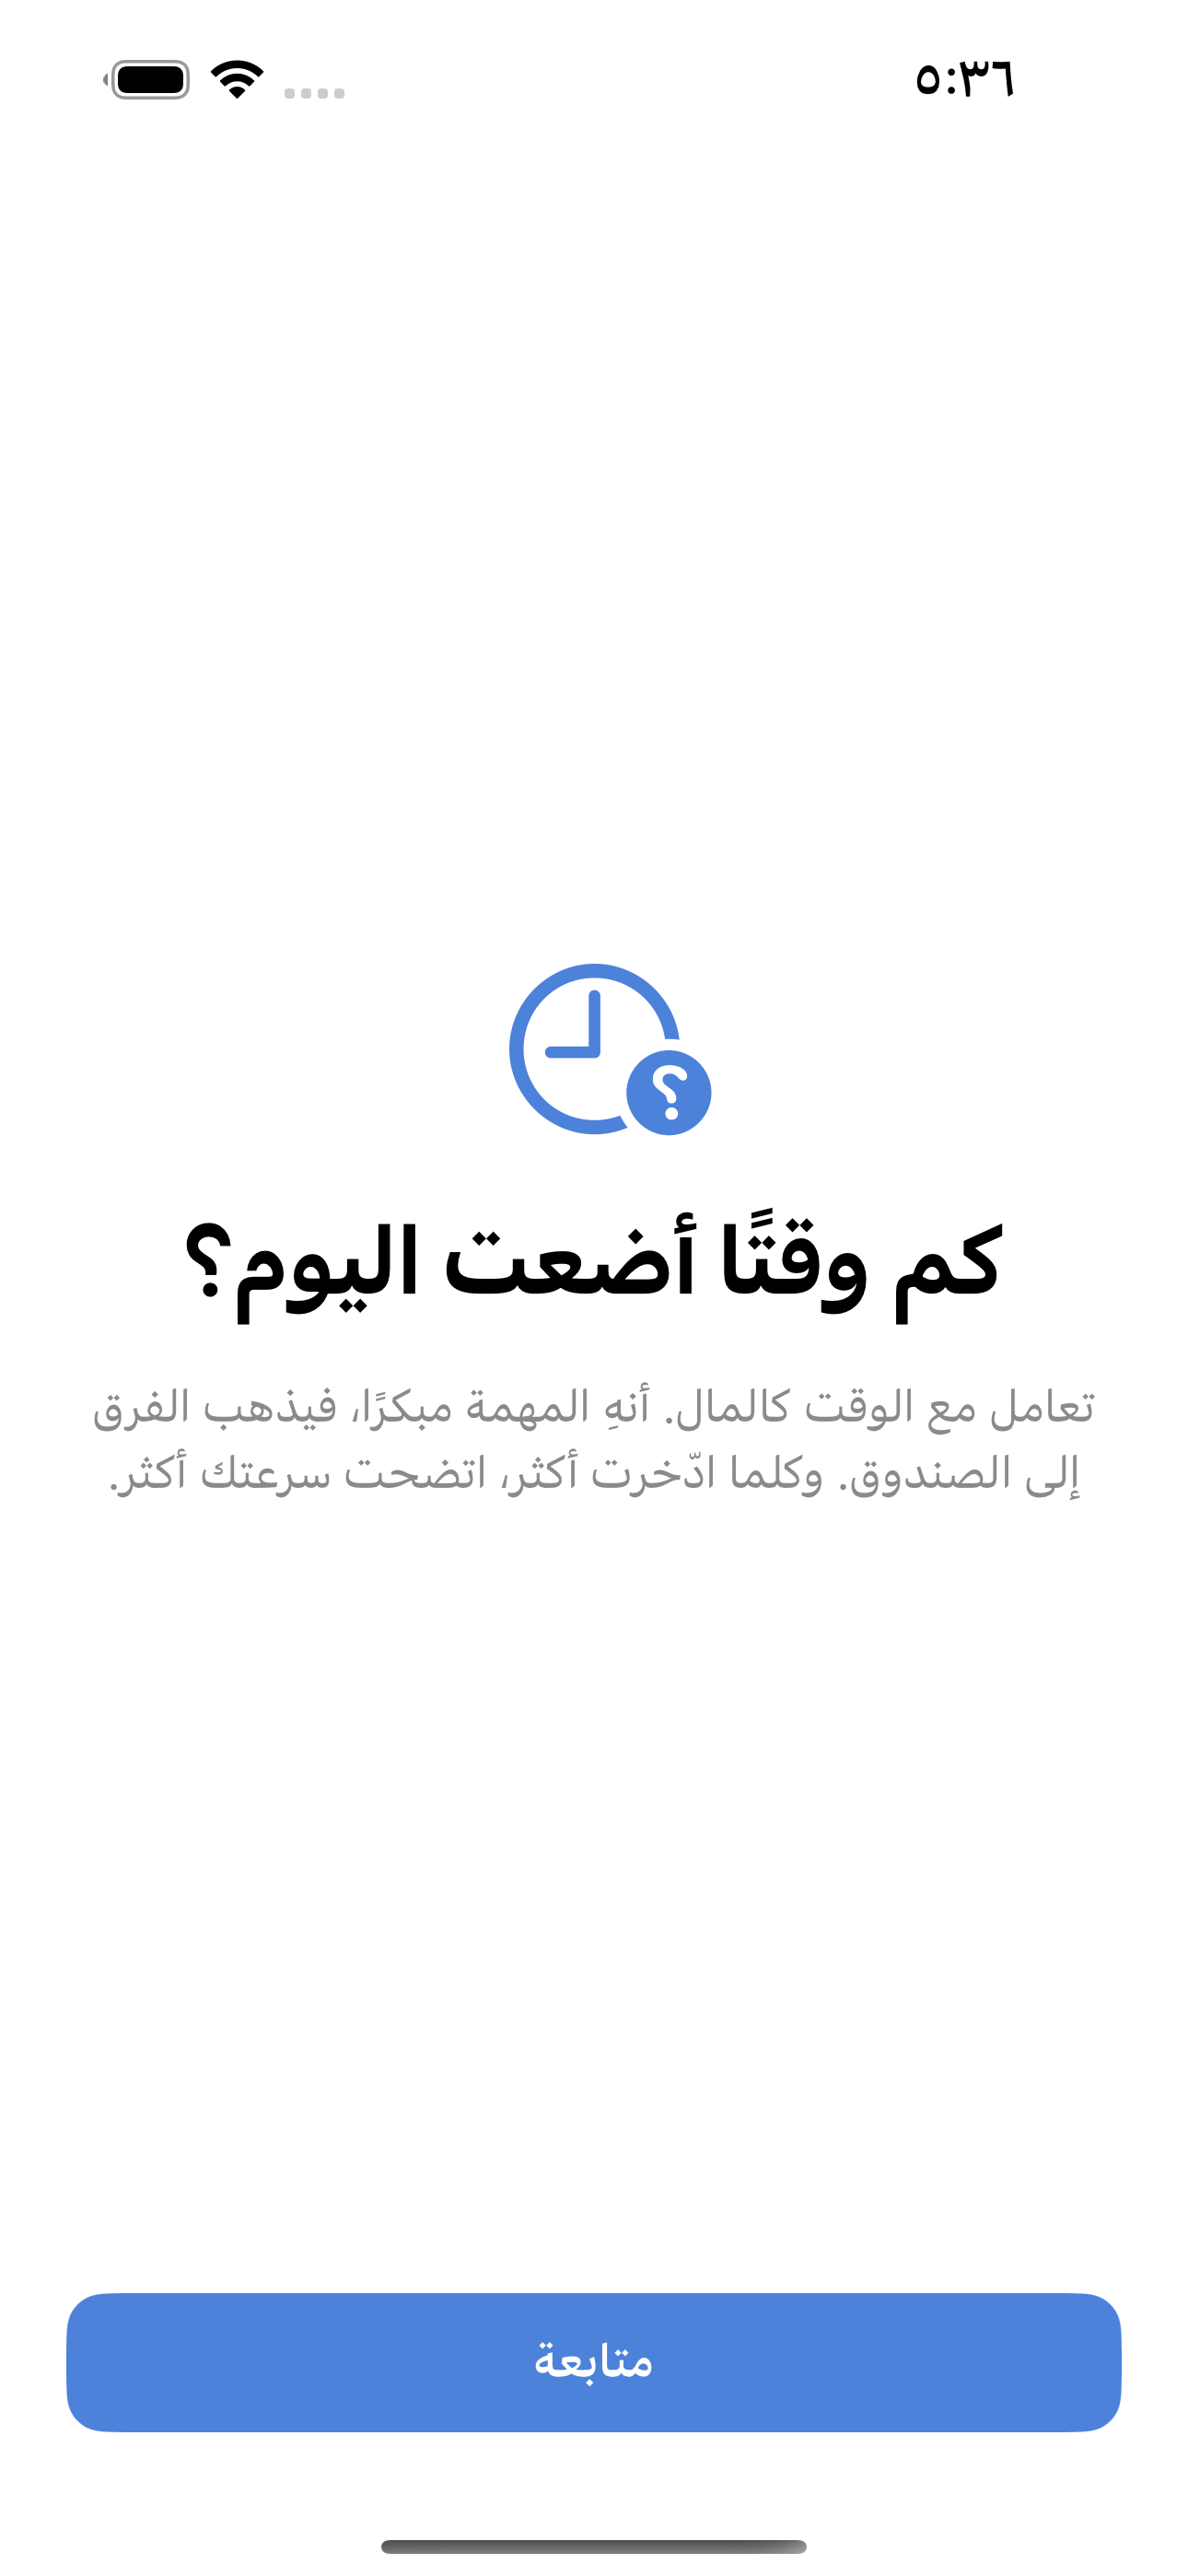 ٥:٣٦
كم وقتًا أضعت اليوم؟
تعامل مع الوقت كالمال. أنهِ المهمة مبكرًا، فيذهب الفرق
إلى الصندوق. وكلما ادّخرت أكثر، اتضحت سرعتك أكثر.
متابعة